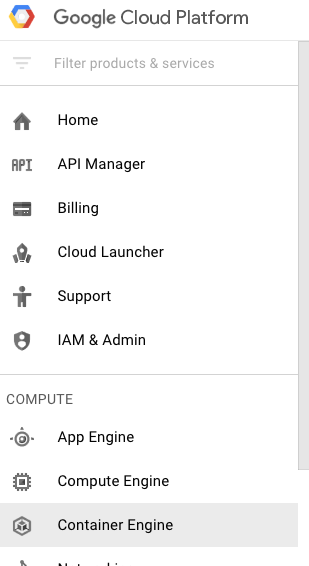 Google Cloud Platform
Filter products & services
Home
API API Manager
Billing
Cloud Launcher
Support
IAM & Admin
COMPUTE
App Engine
Compute Engine
Container Engine